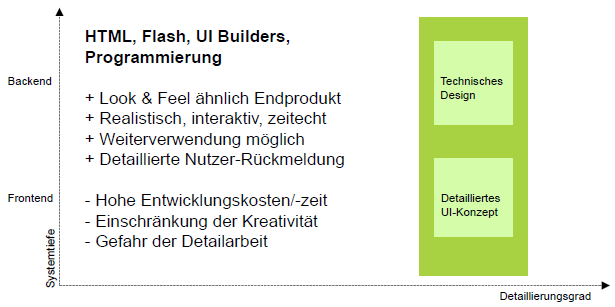 HTML, Flash, UI Builders,
Programmierung
Backend
+ Look & Feel ähnlich Endprodukt
+ Realistisch, interaktiv, zeitecht
+ Weiterverwendung möglich
+ Detaillierte Nutzer-Rückmeldung
Technisches
Design
Frontend
- Hohe Entwicklungskosten/-zeit
- Einschränkung der Kreativität
- Gefahr der Detailarbeit
Detailliertes
UI-Konzept
Systemtiefe
Detaillierungsgrad